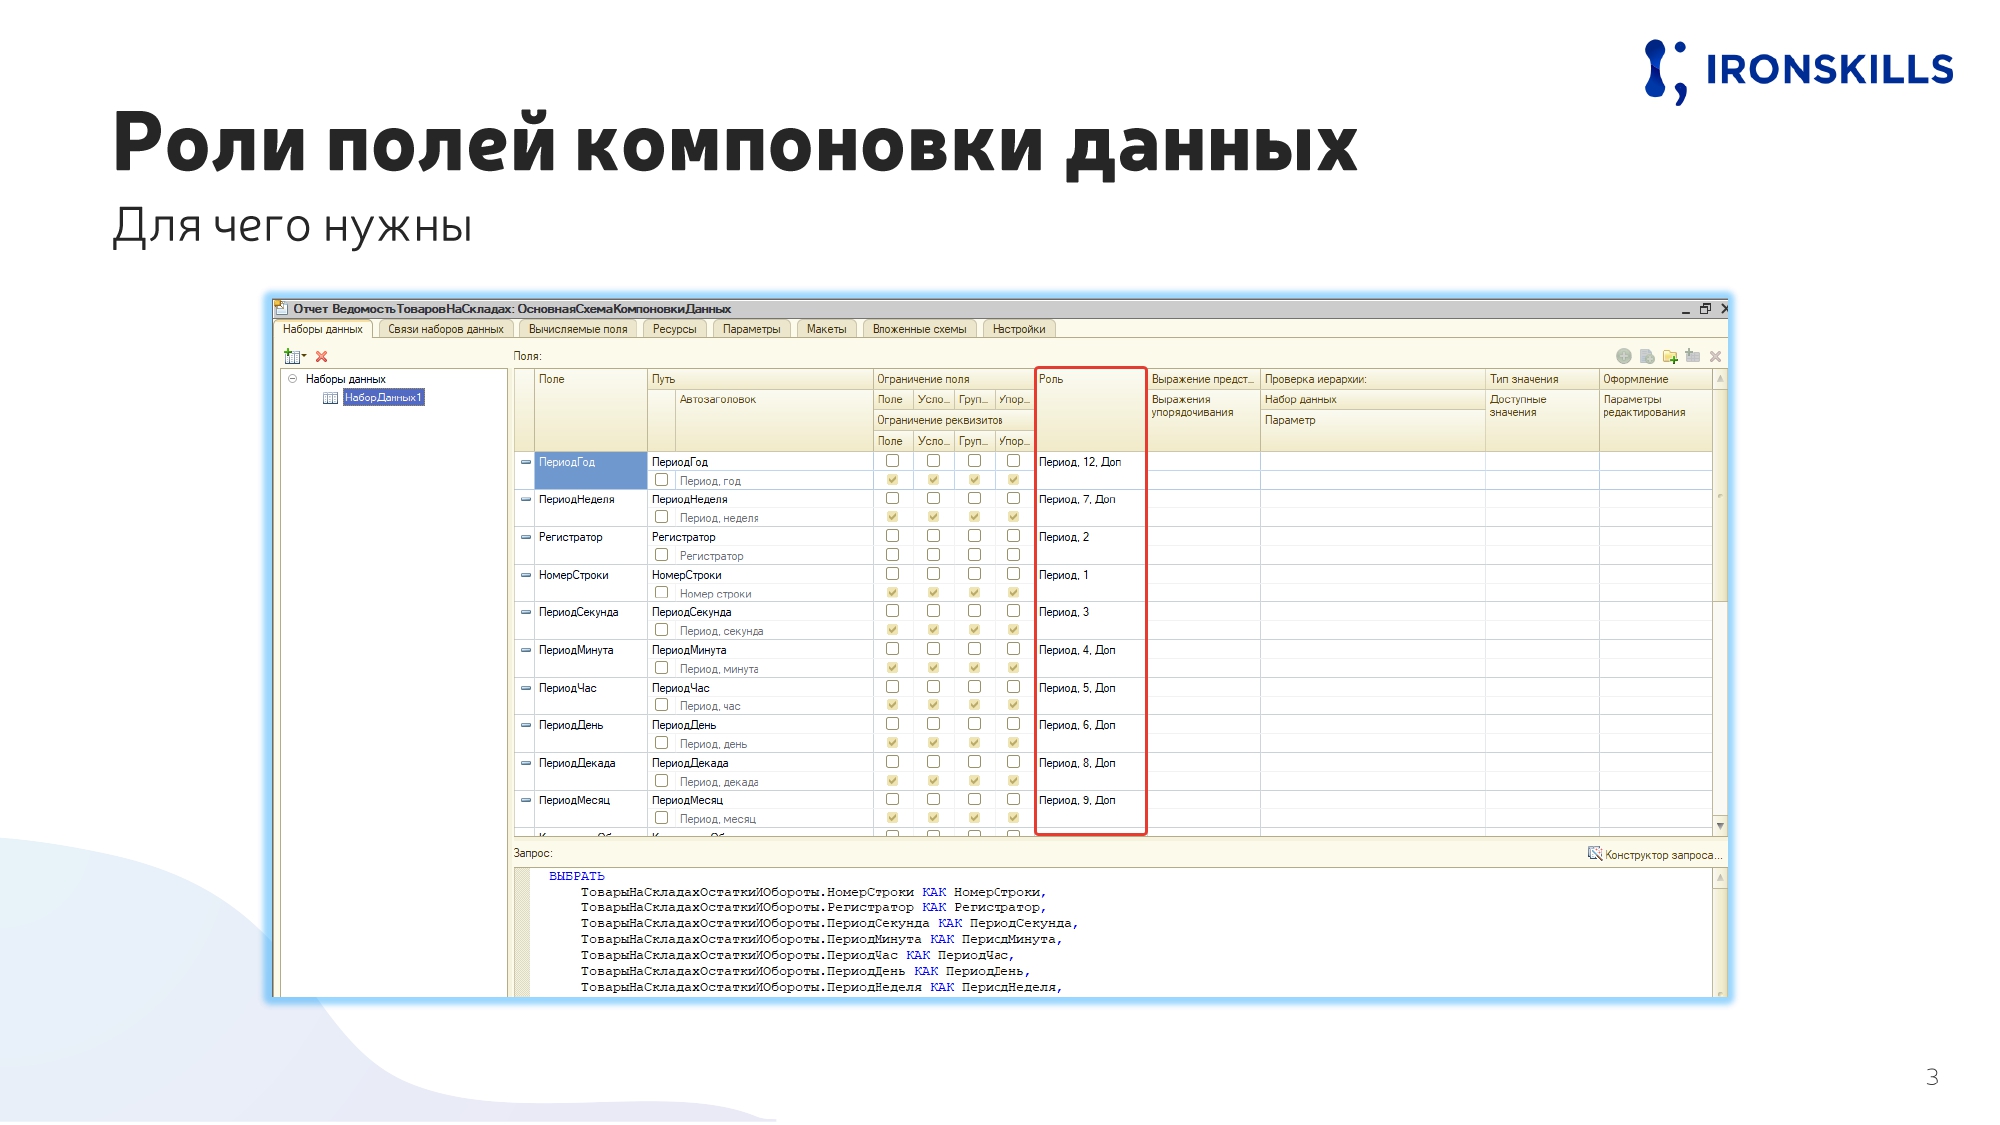 IRONSKILLS
Роли полей компоновки данных
Для чего нужны
Отчет ВедомостьТоваровНаСкладах: ОсновнаяСхемаКомпоновкиДанных
Наборы данных Связи наборов данных Вычисляемые поля Ресурсы Параметры Макеты Вложенные схемы Настройки
Поля:
Наборы данных
НаборДанных1
Поле Путь Ограничение поля Роль Выражение предст... Проверка иерархии: Тип значения Оформление
Автозаголовок Поле Усло... Груп... Упор... Выражения упорядочивания Набор данных Доступные значения Параметры редактирования
Ограничение реквизитов Параметр
Поле Усло... Груп... Упор...
ПериодГод ПериодГод Период, 12, Доп
Период, год
ПериодНеделя ПериодНеделя Период, 7, Доп
Период, неделя
Регистратор Регистратор Период, 2
Регистратор
НомерСтроки НомерСтроки Период, 1
Номер строки
ПериодСекунда ПериодСекунда Период, 3
Период, секунда
ПериодМинута ПериодМинута Период, 4, Доп
Период, минута
ПериодЧас ПериодЧас Период, 5, Доп
Период, час
ПериодДень ПериодДень Период, 6, Доп
Период, день
ПериодДекада ПериодДекада Период, 8, Доп
Период, декада
ПериодМесяц ПериодМесяц Период, 9, Доп
Период, месяц
Запрос: Конструктор запроса...
ВЫБРАТЬ
ТоварыНаСкладахОстаткиИОбороты.НомерСтроки КАК НомерСтроки,
ТоварыНаСкладахОстаткиИОбороты.Регистратор КАК Регистратор,
ТоварыНаСкладахОстаткиИОбороты.ПериодСекунда КАК ПериодСекунда,
ТоварыНаСкладахОстаткиИОбороты.ПериодМинута КАК ПериодМинута,
ТоварыНаСкладахОстаткиИОбороты.ПериодЧас КАК ПериодЧас,
ТоварыНаСкладахОстаткиИОбороты.ПериодДень КАК ПериодДень,
ТоварыНаСкладахОстаткиИОбороты.ПериодНеделя КАК ПериодНеделя,
3